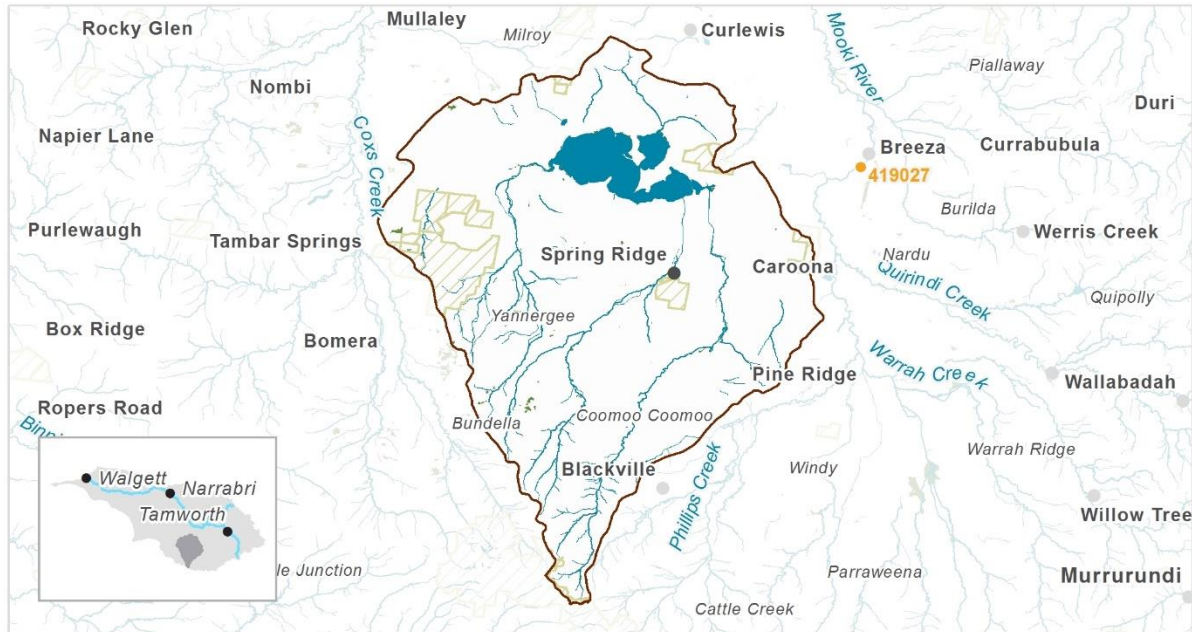 Rocky Glen
Mullaley
Milroy
Curlewis
Mooki River
Piallaway
Nombi
Duri
Napier Lane
Coxs Creek
Breeza
Currabubula
419027
Burilda
Purlewaugh
Tambar Springs
Spring Ridge
Caroona
Nardu
Werris Creek
Quirindi Creek
Quipolly
Box Ridge
Bomera
Yannergee
Warrah Creek
Pine Ridge
Wallabadah
Ropers Road
Bundella
Coomoo Coomoo
Warrah Ridge
Blackville
Windy
Phillips Creek
Walgett
Narrabri
Tamworth
Willow Tree
le Junction
Parraweena
Murrurundi
Cattle Creek